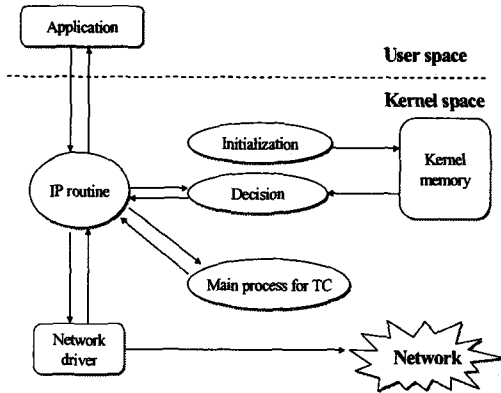 Application
User space
Kernel space
Initialization
Kernel
memory
IP routine
Decision
Main process for TC
Network
driver
Network